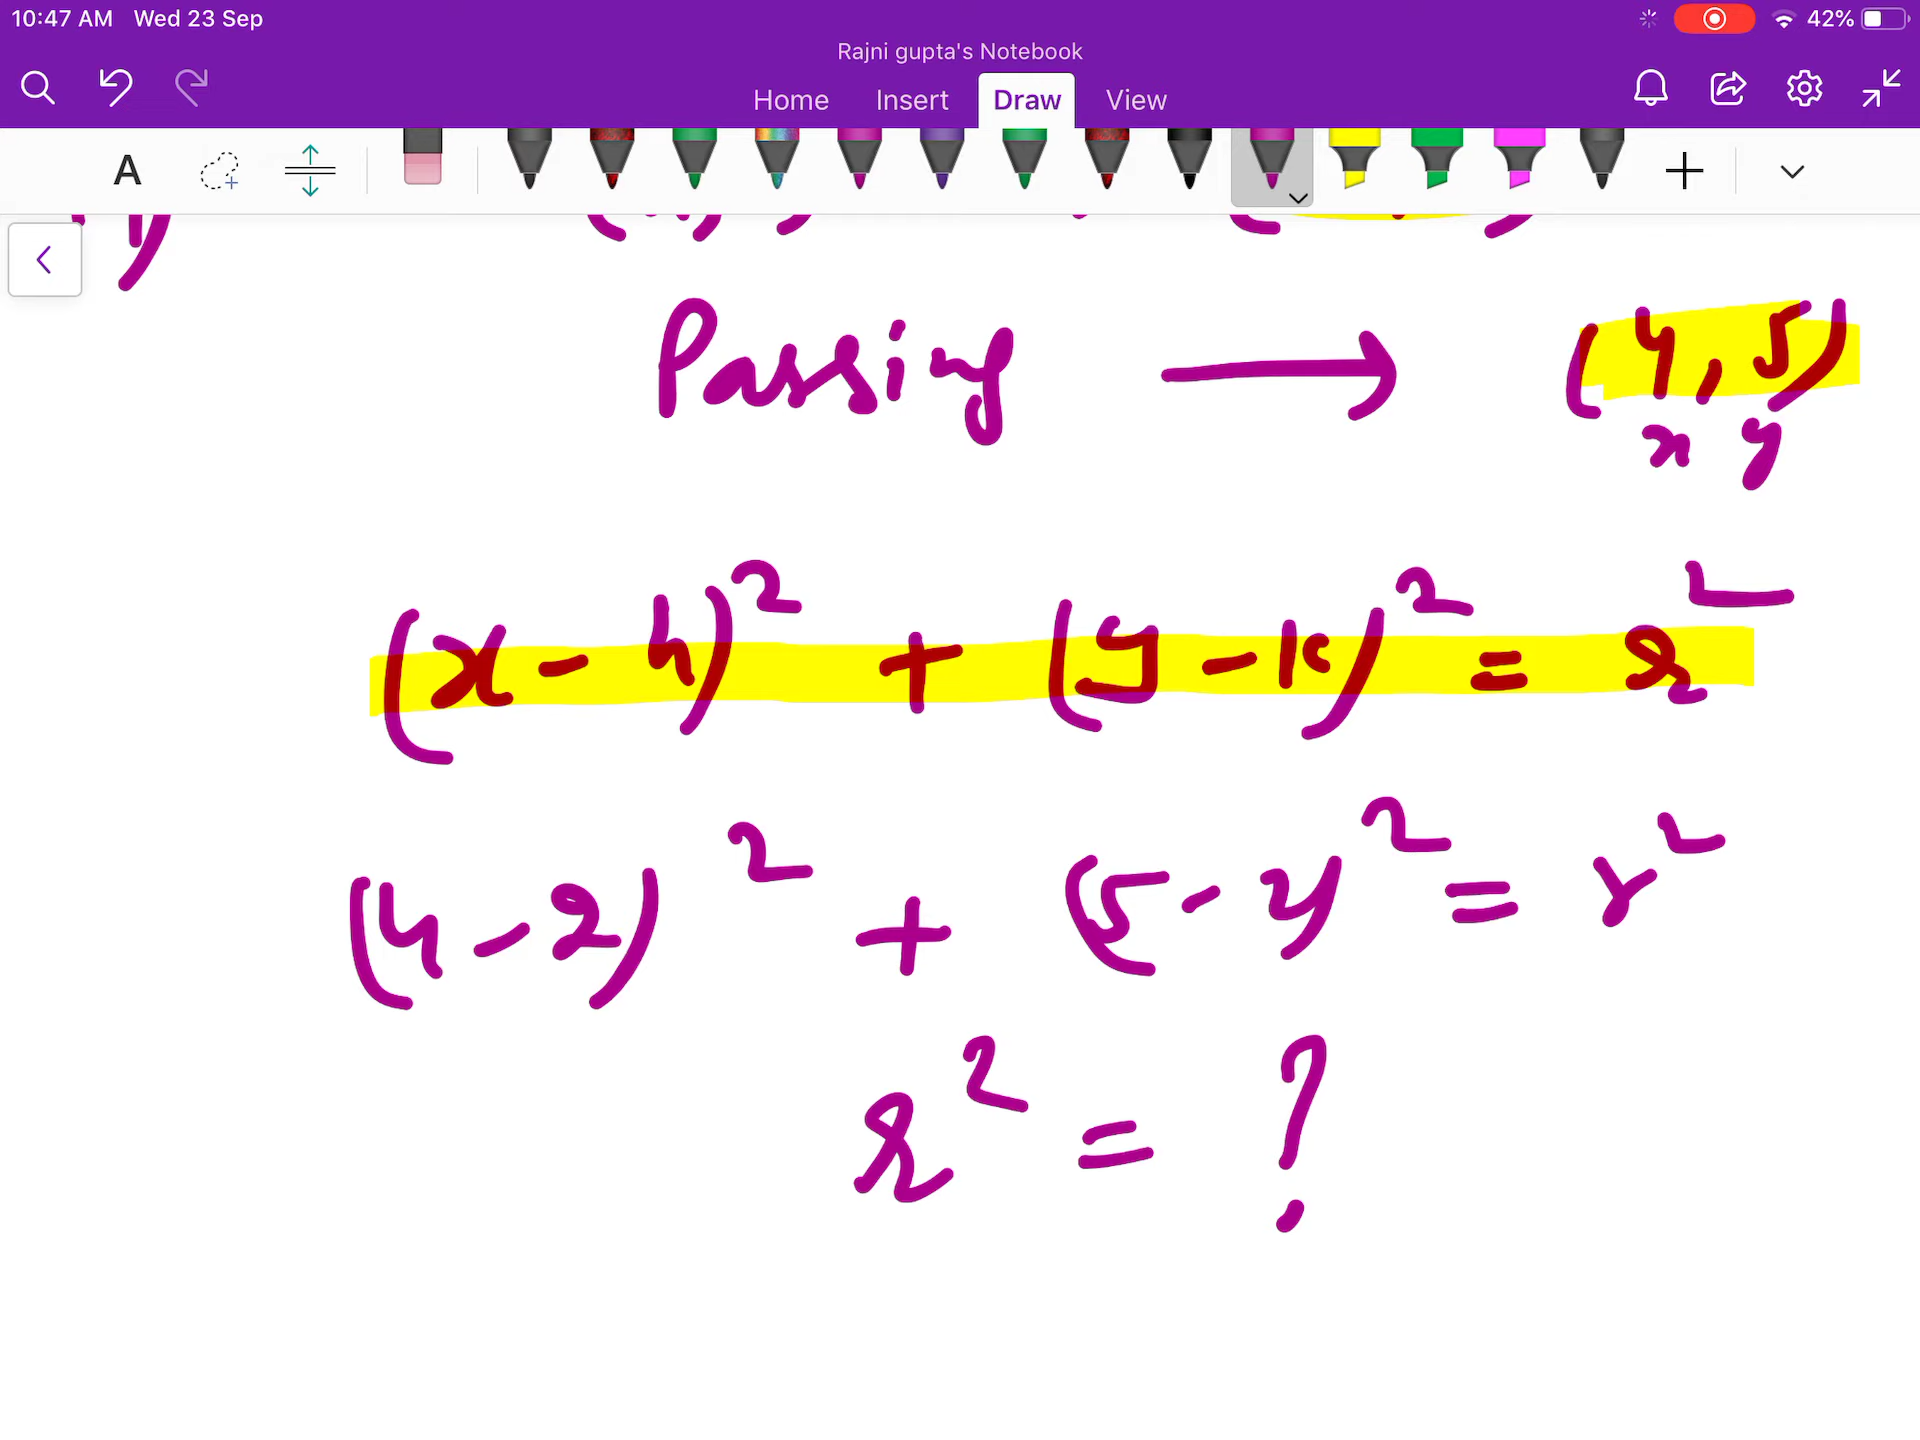 10:47 AM Wed 23 Sep
42%
Rajni gupta's Notebook
Home Insert Draw View
A
Passing → (4, 5)
x y
(x - h)² + (y - k)² = r²
(4 - 2)² + (5 - 2)² = r²
r² = ?